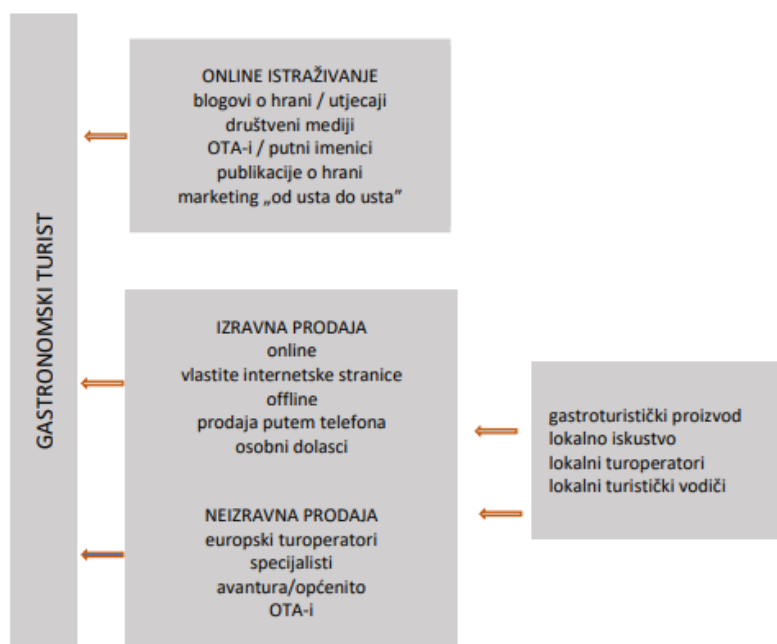 GASTRONOMSKI TURIST
ONLINE ISTRAŽIVANJE
blogovi o hrani / utjecaji
društveni mediji
OTA-i / putni imenici
publikacije o hrani
marketing „od usta do usta”
IZRAVNA PRODAJA
online
vlastite internetske stranice
offline
prodaja putem telefona
osobni dolasci
NEIZRAVNA PRODAJA
europski turoperatori
specijalisti
avantura/općenito
OTA-i
gastroturistički proizvod
lokalno iskustvo
lokalni turoperatori
lokalni turistički vodiči